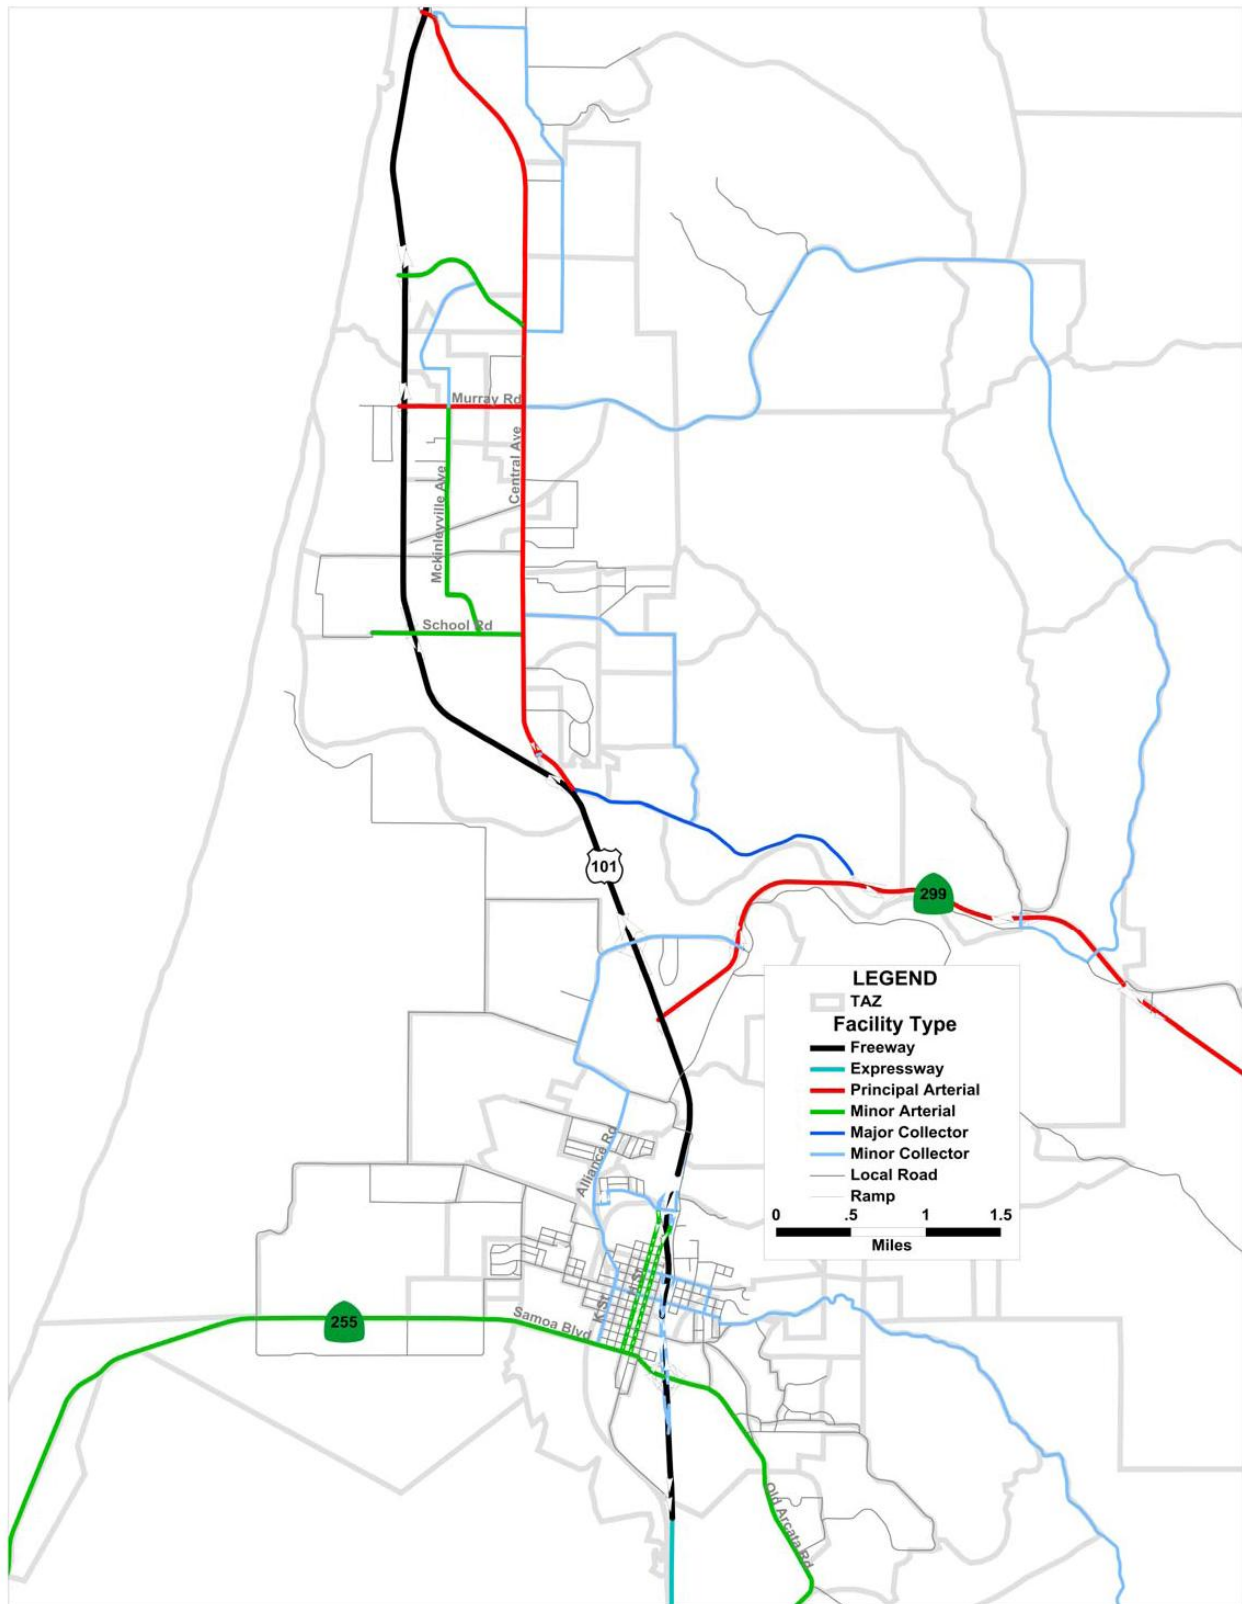 Murray Rd
Central Ave
Mckinleyville Ave
School Rd
101
299
LEGEND
TAZ
Facility Type
Freeway
Expressway
Principal Arterial
Minor Arterial
Major Collector
Minor Collector
Local Road
Ramp
0 .5 1 1.5
Miles
Alliance Rd
H St
K St
Samoa Blvd
255
Old Arcata Rd